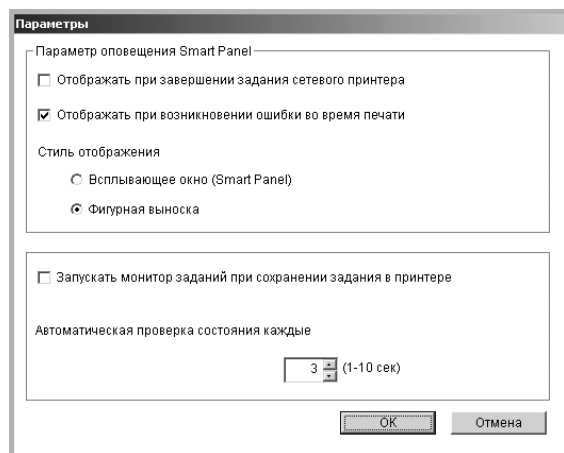 Параметры
Параметр оповещения Smart Panel
Отображать при завершении задания сетевого принтера
Отображать при возникновении ошибки во время печати
Стиль отображения
Всплывающее окно (Smart Panel)
Фигурная выноска
Запускать монитор заданий при сохранении задания в принтере
Автоматическая проверка состояния каждые
3 (1-10 сек)
OK Отмена